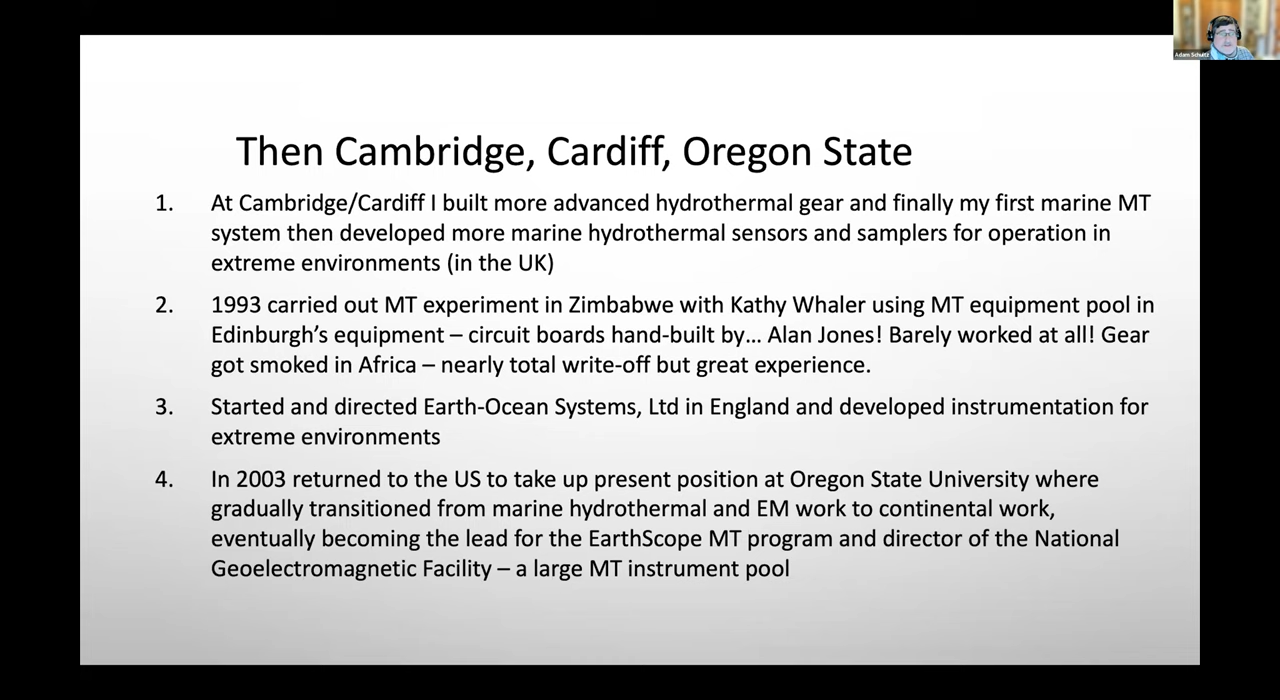 Adam Schultz
Then Cambridge, Cardiff, Oregon State
1. At Cambridge/Cardiff I built more advanced hydrothermal gear and finally my first marine MT
system then developed more marine hydrothermal sensors and samplers for operation in
extreme environments (in the UK)
2. 1993 carried out MT experiment in Zimbabwe with Kathy Whaler using MT equipment pool in
Edinburgh’s equipment – circuit boards hand-built by… Alan Jones! Barely worked at all! Gear
got smoked in Africa – nearly total write-off but great experience.
3. Started and directed Earth-Ocean Systems, Ltd in England and developed instrumentation for
extreme environments
4. In 2003 returned to the US to take up present position at Oregon State University where
gradually transitioned from marine hydrothermal and EM work to continental work,
eventually becoming the lead for the EarthScope MT program and director of the National
Geoelectromagnetic Facility – a large MT instrument pool